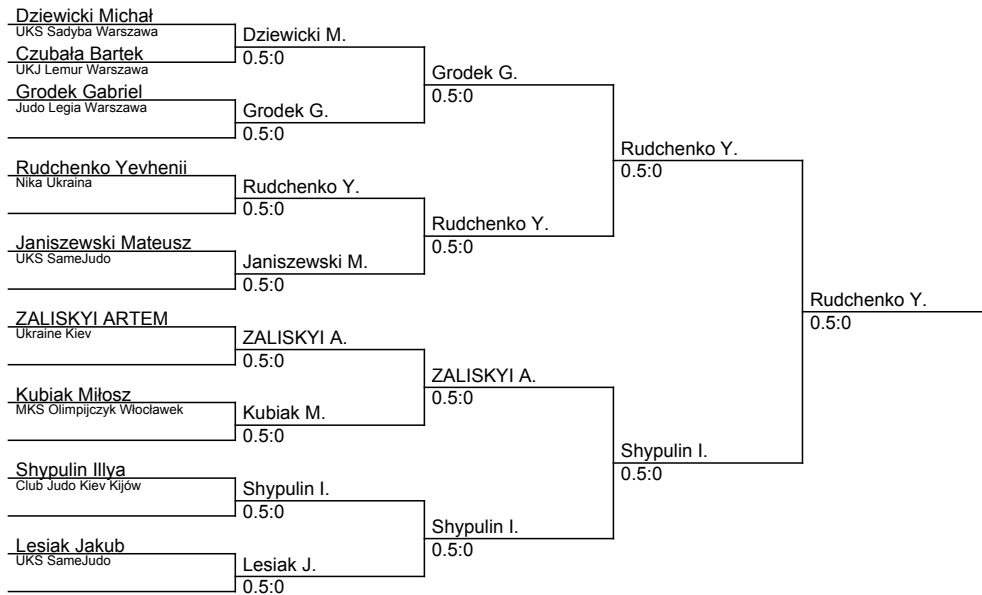 Dziewicki Michał
UKS Sadyba Warszawa
Czubała Bartek
UKJ Lemur Warszawa
Grodek Gabriel
Judo Legia Warszawa
Rudchenko Yevhenii
Nika Ukraina
Janiszewski Mateusz
UKS SameJudo
ZALISKYI ARTEM
Ukraine Kiev
Kubiak Miłosz
MKS Olimpijczyk Włocławek
Shypulin Illya
Club Judo Kiev Kijów
Lesiak Jakub
UKS SameJudo
Dziewicki M.
0.5:0
Grodek G.
0.5:0
Rudchenko Y.
0.5:0
Janiszewski M.
0.5:0
ZALISKYI A.
0.5:0
Kubiak M.
0.5:0
Shypulin I.
0.5:0
Lesiak J.
0.5:0
Grodek G.
0.5:0
Rudchenko Y.
0.5:0
ZALISKYI A.
0.5:0
Shypulin I.
0.5:0
Rudchenko Y.
0.5:0
Shypulin I.
0.5:0
Rudchenko Y.
0.5:0